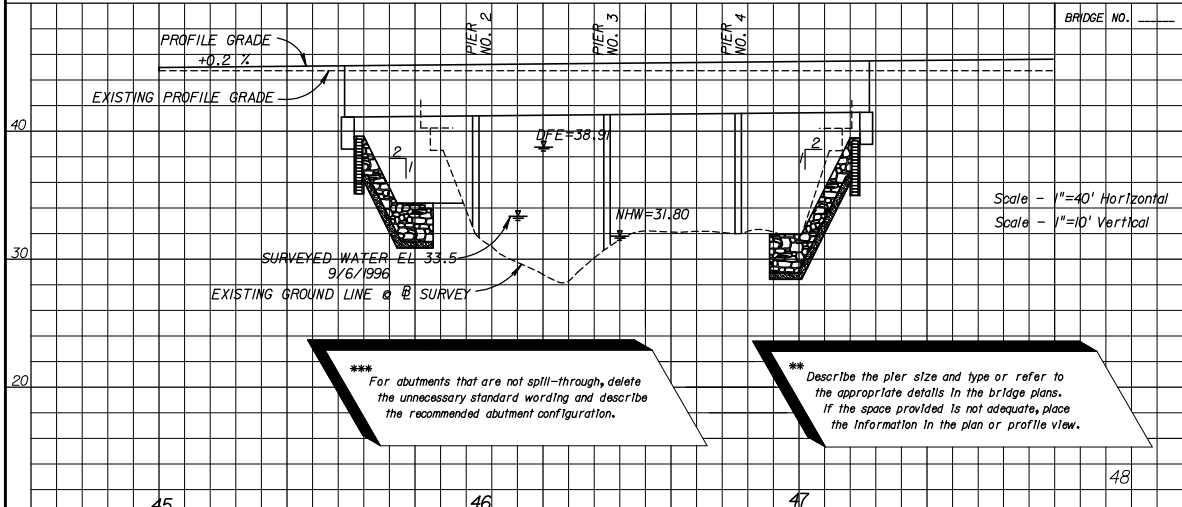 BRIDGE NO. ______
PROFILE GRADE
+0.2 %
EXISTING PROFILE GRADE
PIER
NO. 2
PIER
NO. 3
PIER
NO. 4
40
DFE=38.91
2
1
2
1
NHW=31.80
Scale - 1"=40' Horizontal
Scale - 1"=10' Vertical
30
SURVEYED WATER EL 33.5
9/6/1996
EXISTING GROUND LINE @ ℄ SURVEY
20
***
For abutments that are not spill-through, delete
the unnecessary standard wording and describe
the recommended abutment configuration.
**
Describe the pier size and type or refer to
the appropriate details in the bridge plans.
If the space provided is not adequate, place
the information in the plan or profile view.
45
46
47
48